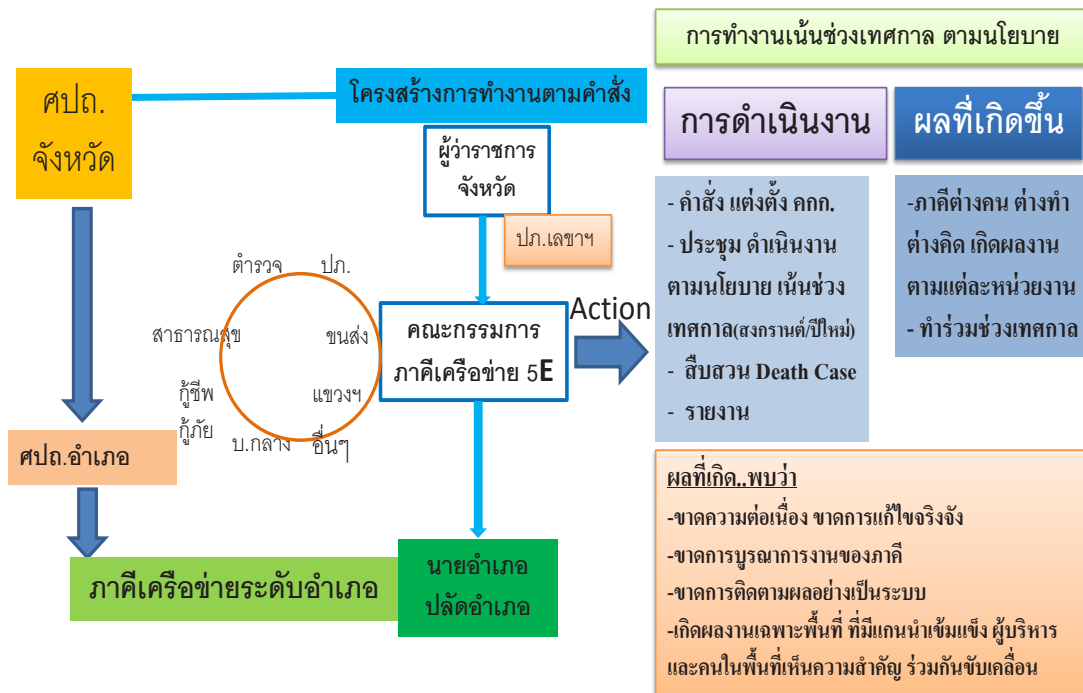 การทำงานเน้นช่วงเทศกาล ตามนโยบาย
ศปถ.
จังหวัด
โครงสร้างการทำงานตามคำสั่ง
ผู้ว่าราชการ
จังหวัด
ปภ.เลขาฯ
ตำรวจ
ปภ.
สาธารณสุข
ขนส่ง
กู้ชีพ
กู้ภัย
แขวงฯ
บ.กลาง
อื่นๆ
คณะกรรมการ
ภาคีเครือข่าย 5E
Action
ศปถ.อำเภอ
ภาคีเครือข่ายระดับอำเภอ
นายอำเภอ
ปลัดอำเภอ
การดำเนินงาน
- คำสั่ง แต่งตั้ง คกก.
- ประชุม ดำเนินงาน
ตามนโยบาย เน้นช่วง
เทศกาล(สงกรานต์/ปีใหม่)
- สืบสวน Death Case
- รายงาน
ผลที่เกิดขึ้น
-ภาคีต่างคน ต่างทำ
ต่างคิด เกิดผลงาน
ตามแต่ละหน่วยงาน
- ทำร่วมช่วงเทศกาล
ผลที่เกิด..พบว่า
-ขาดความต่อเนื่อง ขาดการแก้ไขจริงจัง
-ขาดการบูรณาการงานของภาคี
-ขาดการติดตามผลอย่างเป็นระบบ
-เกิดผลงานเฉพาะพื้นที่ ที่มีแกนนำเข้มแข็ง ผู้บริหาร
และคนในพื้นที่เห็นความสำคัญ ร่วมกันขับเคลื่อน